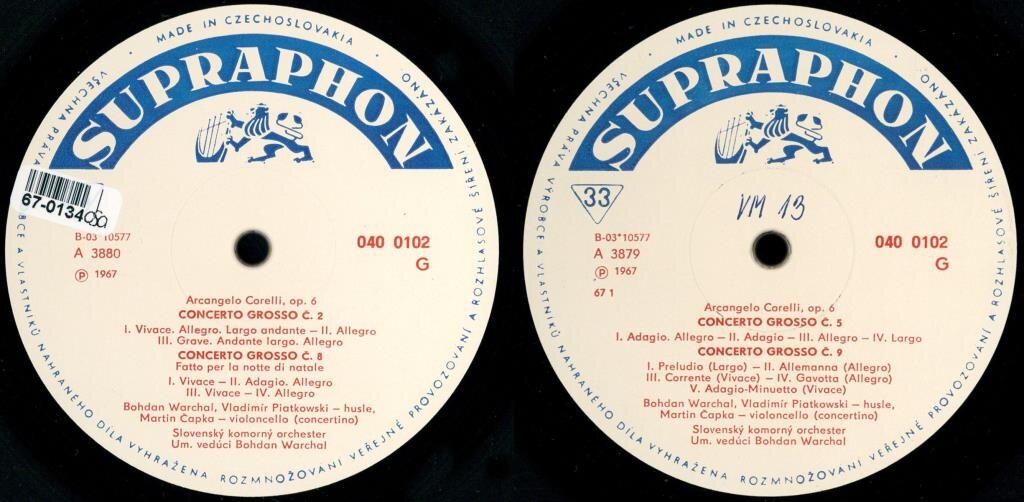 · MADE IN CZECHOSLOVAKIA ·
SUPRAPHON
VŠECHNA PRÁVA VÝROBCE A VLASTNÍKŮ NAHRANÉHO DÍLA VYHRAŽENA ROZMNOŽOVÁNÍ VEŘEJNÉ PROVOZOVÁNÍ A ROZHLASOVÉ ŠÍŘENÍ ZAKÁZÁNO
67-0134
B-03*10577
A 3880
Ⓟ 1967
040 0102
G
Arcangelo Corelli, op. 6
CONCERTO GROSSO Č. 2
I. Vivace. Allegro. Largo andante – II. Allegro
III. Grave. Andante largo. Allegro
CONCERTO GROSSO Č. 8
Fatto per la notte di natale
I. Vivace – II. Adagio. Allegro
III. Vivace – IV. Allegro
Bohdan Warchal, Vladimír Piatkowski – husle,
Martin Čapka – violoncello (concertino)
Slovenský komorný orchester
Um. vedúci Bohdan Warchal
· MADE IN CZECHOSLOVAKIA ·
SUPRAPHON
VŠECHNA PRÁVA VÝROBCE A VLASTNÍKŮ NAHRANÉHO DÍLA VYHRAŽENA ROZMNOŽOVÁNÍ VEŘEJNÉ PROVOZOVÁNÍ A ROZHLASOVÉ ŠÍŘENÍ ZAKÁZÁNO
33
VM 13
B-03*10577
A 3879
Ⓟ 1967
67 1
040 0102
G
Arcangelo Corelli, op. 6
CONCERTO GROSSO Č. 5
I. Adagio. Allegro – II. Adagio – III. Allegro – IV. Largo
CONCERTO GROSSO Č. 9
I. Preludio (Largo) – II. Allemanna (Allegro)
III. Corrente (Vivace) – IV. Gavotta (Allegro)
V. Adagio-Minuetto (Vivace)
Bohdan Warchal, Vladimír Piatkowski – husle,
Martin Čapka – violoncello (concertino)
Slovenský komorný orchester
Um. vedúci Bohdan Warchal